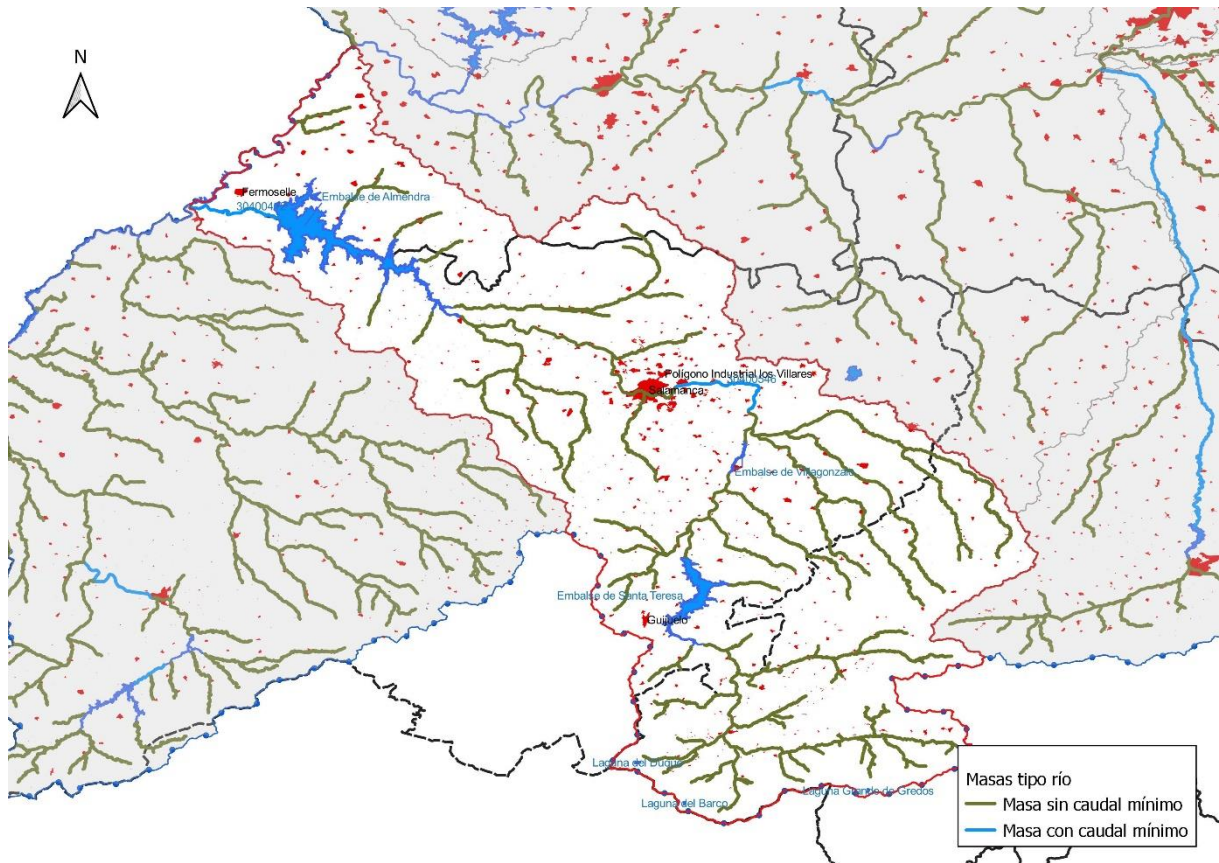 N
Fermoselle
Embalse de Almendra
Polígono Industrial los Villares
Salamanca
Embalse de Villagonzalo
Embalse de Santa Teresa
Guijuelo
Laguna del Duque
Laguna del Barco
Laguna Grande de Gredos
Masas tipo río
Masa sin caudal mínimo
Masa con caudal mínimo